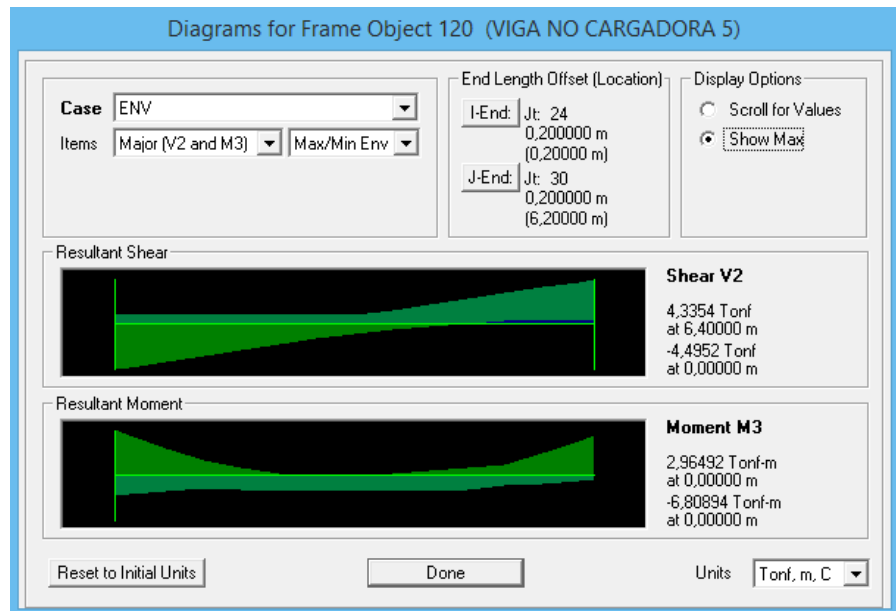 Diagrams for Frame Object 120 (VIGA NO CARGADORA 5)
Case ENV
Items Major (V2 and M3) Max/Min Env
End Length Offset (Location)
I-End: Jt: 24
0,200000 m
(0,20000 m)
J-End: Jt: 30
0,200000 m
(6,20000 m)
Display Options
Scroll for Values
Show Max
Resultant Shear
Shear V2
4,3354 Tonf
at 6,40000 m
-4,4952 Tonf
at 0,00000 m
Resultant Moment
Moment M3
2,96492 Tonf-m
at 0,00000 m
-6,80894 Tonf-m
at 0,00000 m
Reset to Initial Units
Done
Units Tonf, m, C